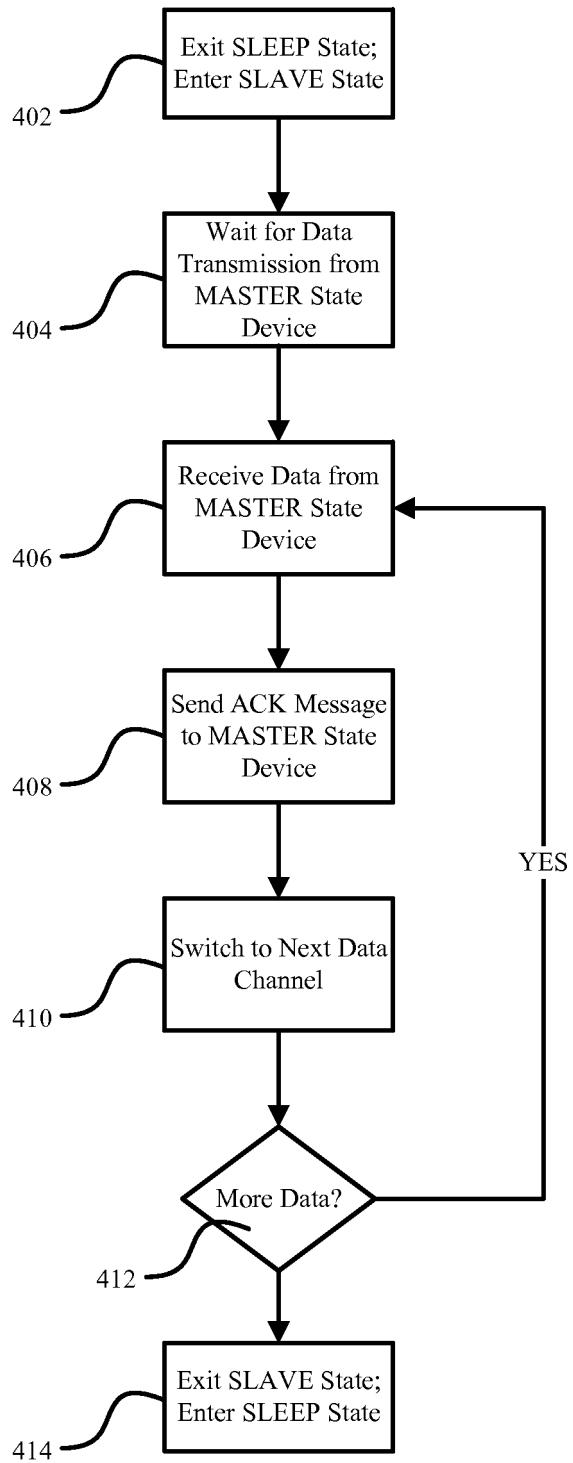 Exit SLEEP State;
Enter SLAVE State
402
Wait for Data
Transmission from
MASTER State
Device
404
Receive Data from
MASTER State
Device
406
Send ACK Message
to MASTER State
Device
408
YES
Switch to Next Data
Channel
410
More Data?
412
Exit SLAVE State;
Enter SLEEP State
414